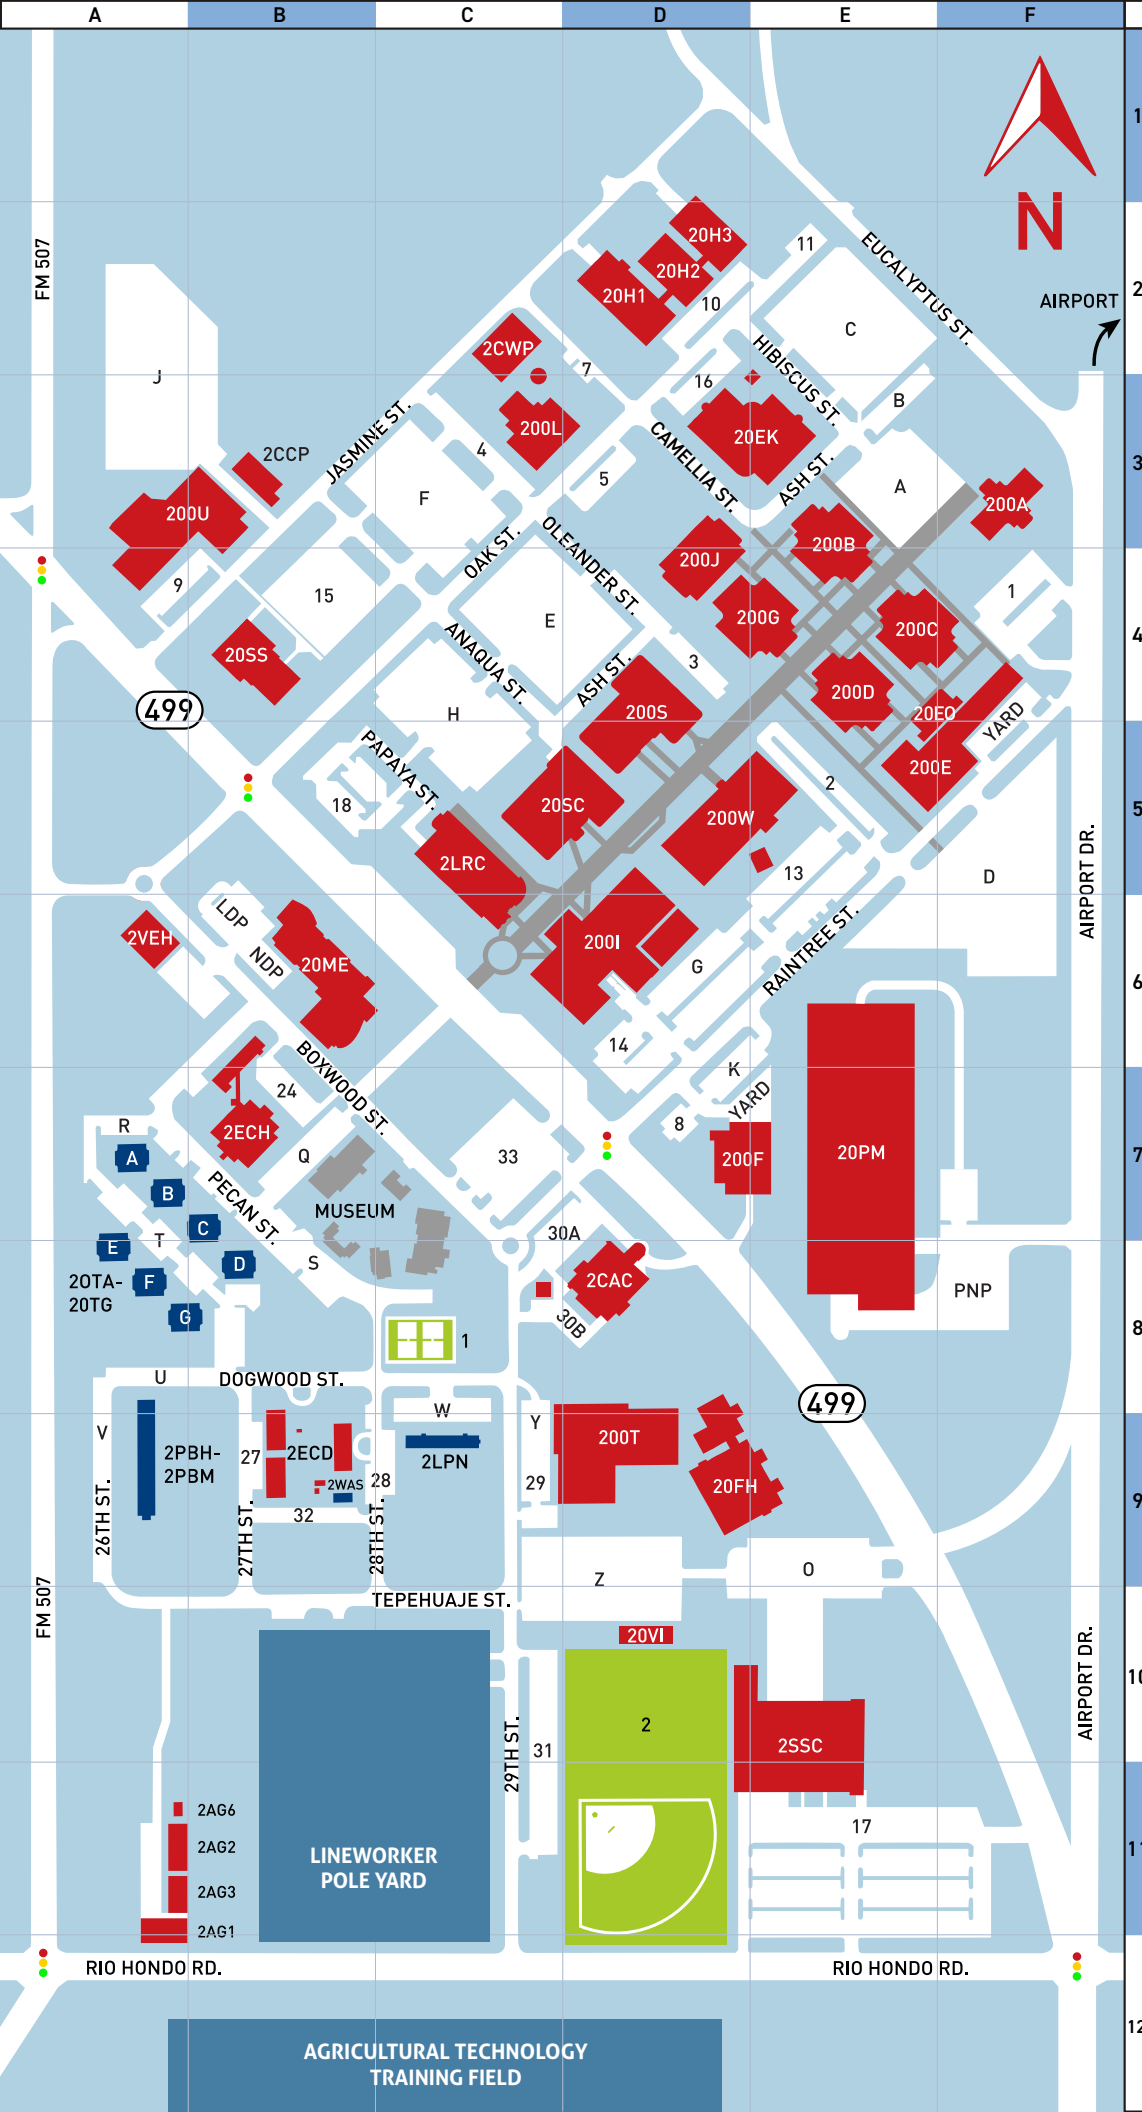 A B C D E F
1
N
FM 507
20H3
20H2
20H1
10
11
C
EUCALYPTUS ST.
AIRPORT
2
J
2CWP
7
16
HIBISCUS ST.
B
JASMINE ST.
2CCP
200L
4
5
F
CAMELLIA ST.
20EK
ASH ST.
A
200A
3
200U
9
15
OAK ST.
OLEANDER ST.
200J
200B
1
20SS
E
200G
200C
4
499
ANAQUA ST.
ASH ST.
3
H
200S
200D
20EO
YARD
200E
PAPAYA ST.
18
20SC
200W
2
5
2LRC
13
D
AIRPORT DR.
LDP
2VEH
NDP
20ME
200I
G
RAINTREE ST.
6
14
K
YARD
BOXWOOD ST.
24
R
2ECH
Q
33
8
200F
20PM
7
A
B
C
D
E
F
G
T
PECAN ST.
MUSEUM
S
30A
20TA-
20TG
2CAC
30B
PNP
8
1
U
DOGWOOD ST.
499
V
W
Y
2PBH-
2PBM
27
2ECD
2WAS
28
2LPN
29
200T
20FH
9
26TH ST.
27TH ST.
32
28TH ST.
Z
O
TEPEHUAJE ST.
FM 507
20VI
2
2SSC
AIRPORT DR.
10
29TH ST.
31
2AG6
2AG2
2AG3
2AG1
LINEWORKER
POLE YARD
17
11
RIO HONDO RD.
RIO HONDO RD.
AGRICULTURAL TECHNOLOGY
TRAINING FIELD
12